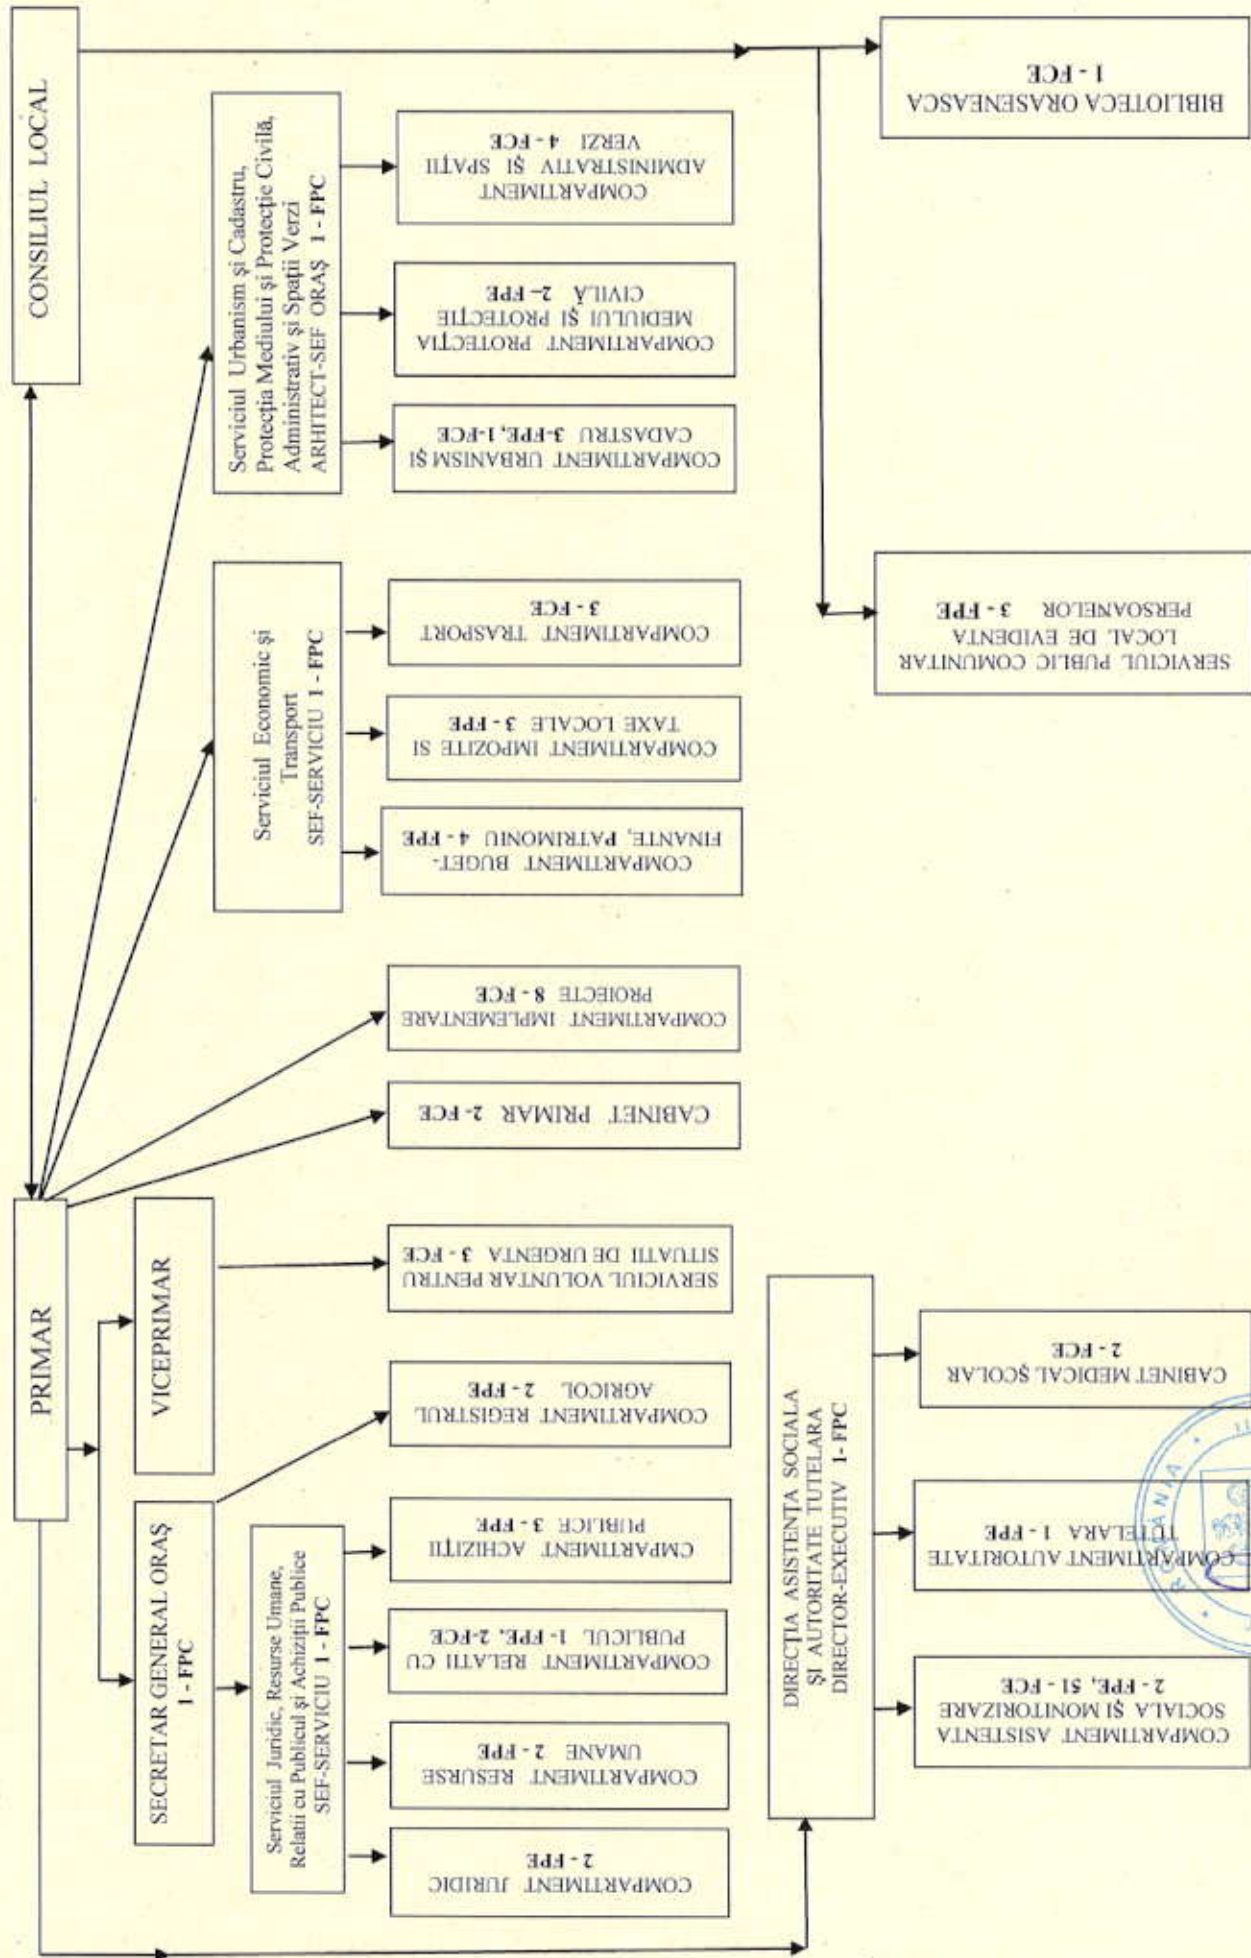 PRIMAR
CONSILIUL LOCAL
SECRETAR GENERAL ORAŞ
1 - FPC
VICEPRIMAR
Serviciul Juridic, Resurse Umane,
Relatii cu Publicul şi Achiziţii Publice
SEF-SERVICIU 1 - FPC
Serviciul Economic şi
Transport
SEF-SERVICIU 1 - FPC
Serviciul Urbanism şi Cadastru,
Protecţia Mediului şi Protecţie Civilă,
Administrativ şi Spaţii Verzi
ARHITECT-SEF ORAŞ 1 - FPC
COMPARTIMENT JURIDIC
2 - FPE
COMPARTIMENT RESURSE
UMANE 2 - FPE
COMPARTIMENT RELATII CU
PUBLICUL 1- FPE, 2-FCE
CMPARTIMENT ACHIZIŢII
PUBLICE 3 - FPE
COMPARTIMENT REGISTRUL
AGRICOL 2 - FPE
SERVICIUL VOLUNTAR PENTRU
SITUATII DE URGENTA 3 - FCE
CABINET PRIMAR 2- FCE
COMPARTIMENT IMPLEMENTARE
PROIECTE 8 - FCE
COMPARTIMENT BUGET-
FINANTE, PATRIMONIU 4 - FPE
COMPARTIMENT IMPOZITE SI
TAXE LOCALE 3 - FPE
COMPARTIMENT TRASPORT
3 - FCE
COMPARTIMENT URBANISM ŞI
CADASTRU 3-FPE, 1-FCE
COMPARTIMENT PROTECŢIA
MEDIULUI ŞI PROTECŢIE
CIVILĂ 2– FPE
COMPARTIMENT
ADMINISTRATIV ŞI SPAŢII
VERZI 4 - FCE
DIRECŢIA ASISTENŢA SOCIALA
ŞI AUTORITATE TUTELARA
DIRECTOR-EXECUTIV 1- FPC
COMPARTIMENT ASISTENTA
SOCIALA ŞI MONITORIZARE
2 - FPE, 51 - FCE
COMPARTIMENT AUTORITATE
TUTELARA 1 - FPE
CABINET MEDICAL ŞCOLAR
2 - FCE
SERVICIUL PUBLIC COMUNITAR
LOCAL DE EVIDENTA
PERSOANELOR 3 - FPE
BIBLIOTECA ORASENEASCA
1 - FCE
ROMANIA